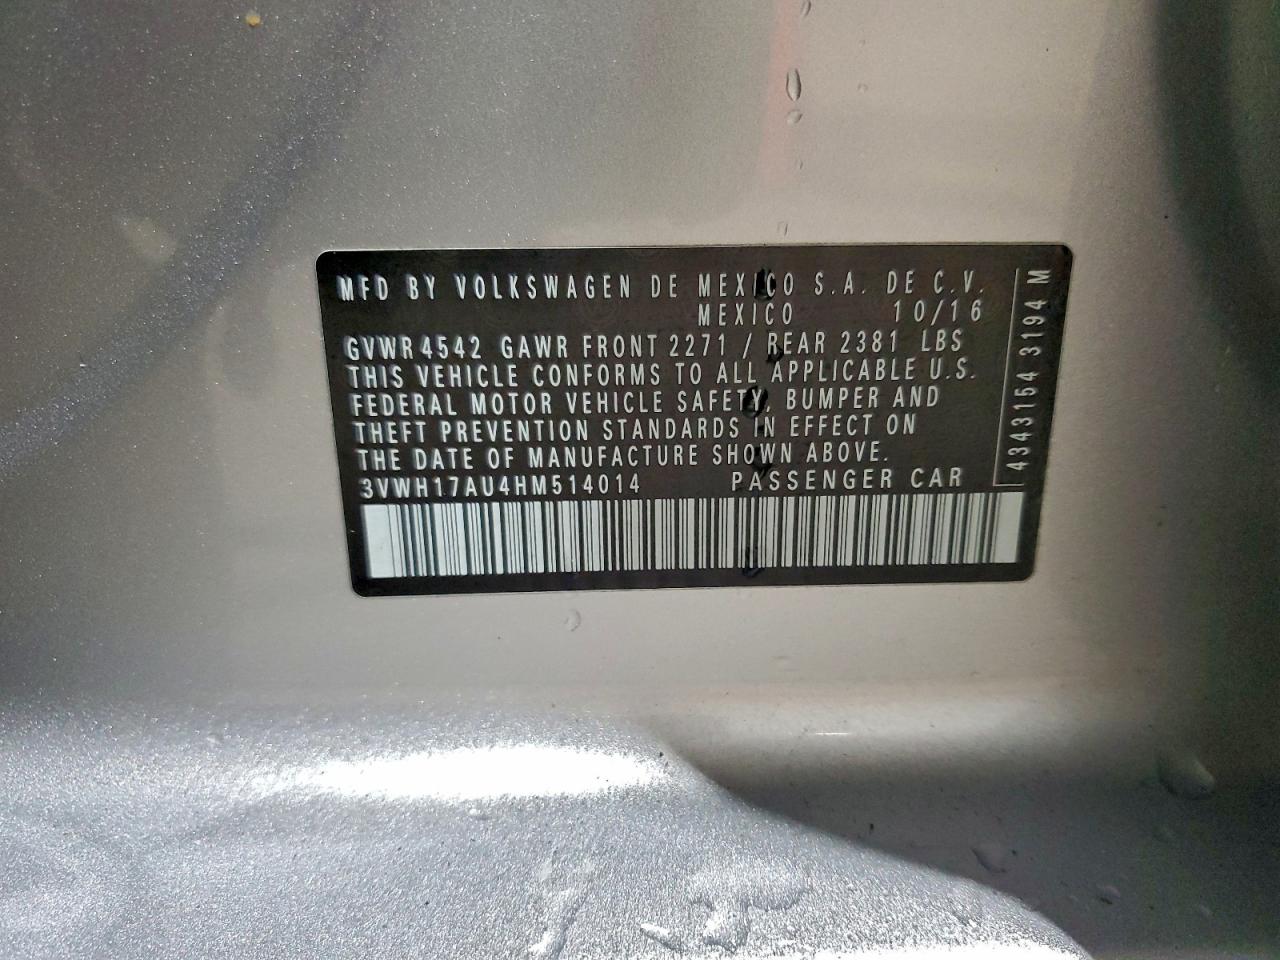 MFD BY VOLKSWAGEN DE MEXICO S.A. DE C.V.
MEXICO 10/16
GVWR 4542 GAWR FRONT 2271 / REAR 2381 LBS
THIS VEHICLE CONFORMS TO ALL APPLICABLE U.S.
FEDERAL MOTOR VEHICLE SAFETY, BUMPER AND
THEFT PREVENTION STANDARDS IN EFFECT ON
THE DATE OF MANUFACTURE SHOWN ABOVE.
3VWH17AU4HM514014 PASSENGER CAR
4343154 3194 M